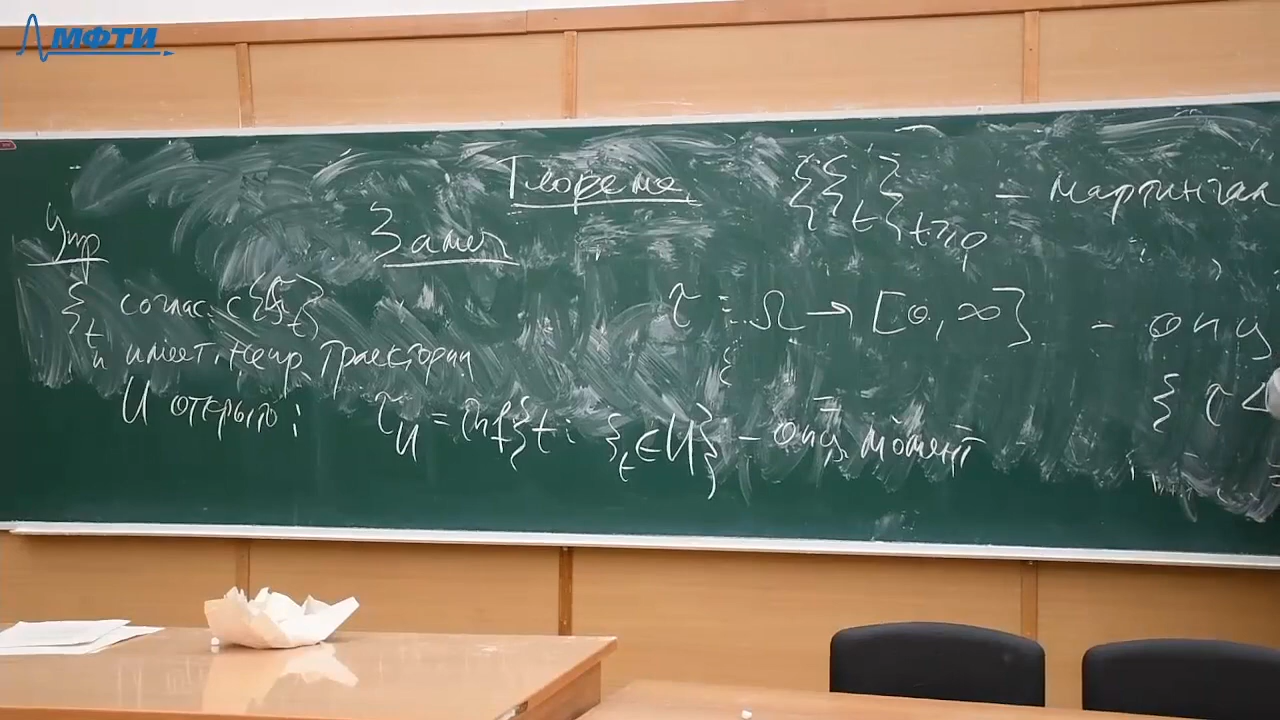 МФТИ
Теорема {ξ_t}_{t≥0} – мартингал
Упр
Замеч
ξ_t соглас. с {F_t}
τ : Ω → [0, ∞] – опц
и имеет непр. траектории
{τ <
U открыто : τ_U = inf{t : ξ_t ∈ U} – опц. момент